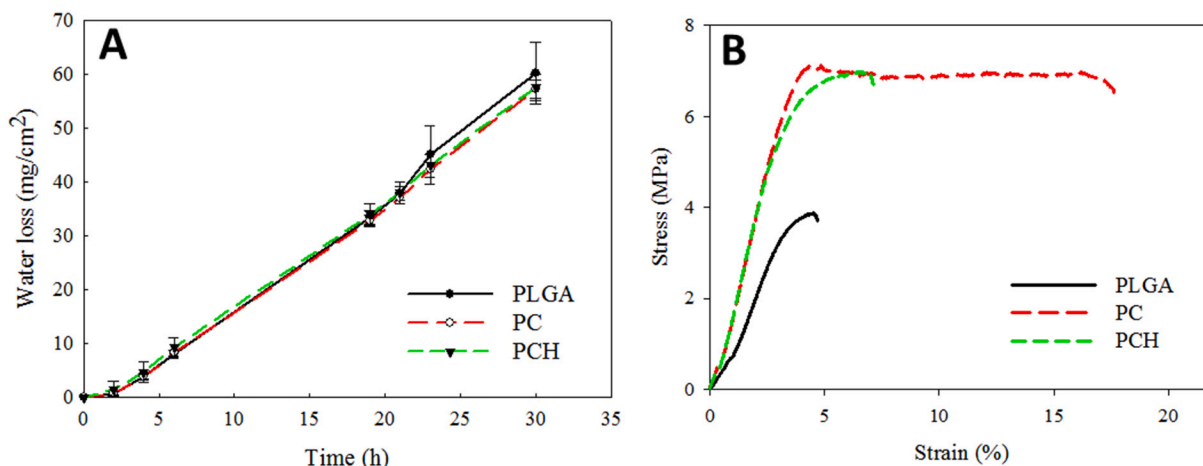 A
70
60
50
40
30
20
10
0
Water loss (mg/cm²)
PLGA
PC
PCH
0 5 10 15 20 25 30 35
Time (h)
B
8
6
4
2
0
Stress (MPa)
PLGA
PC
PCH
0 5 10 15 20
Strain (%)